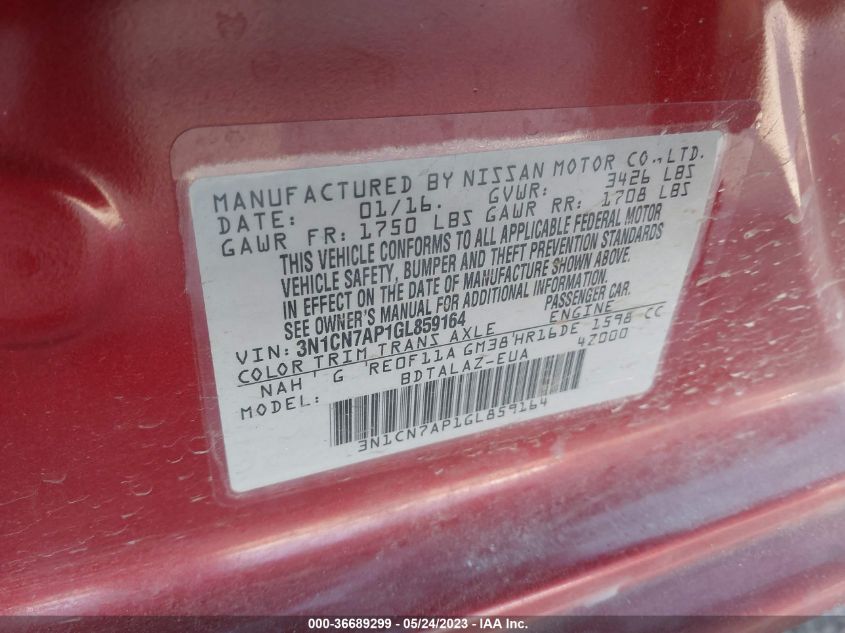 MANUFACTURED BY NISSAN MOTOR CO.,LTD.
DATE: 01/16. GVWR: 3426 LBS
GAWR FR: 1750 LBS GAWR RR: 1708 LBS
THIS VEHICLE CONFORMS TO ALL APPLICABLE FEDERAL MOTOR
VEHICLE SAFETY, BUMPER AND THEFT PREVENTION STANDARDS
IN EFFECT ON THE DATE OF MANUFACTURE SHOWN ABOVE.
SEE OWNER'S MANUAL FOR ADDITIONAL INFORMATION.
VIN: 3N1CN7AP1GL859164 PASSENGER CAR.
COLOR TRIM TRANS AXLE ENGINE
NAH G RE0F11A GM38 HR16DE 1598 CC
MODEL: BDTALAZ-EUA 4Z000
3N1CN7AP1GL859164
000-36689299 - 05/24/2023 - IAA Inc.